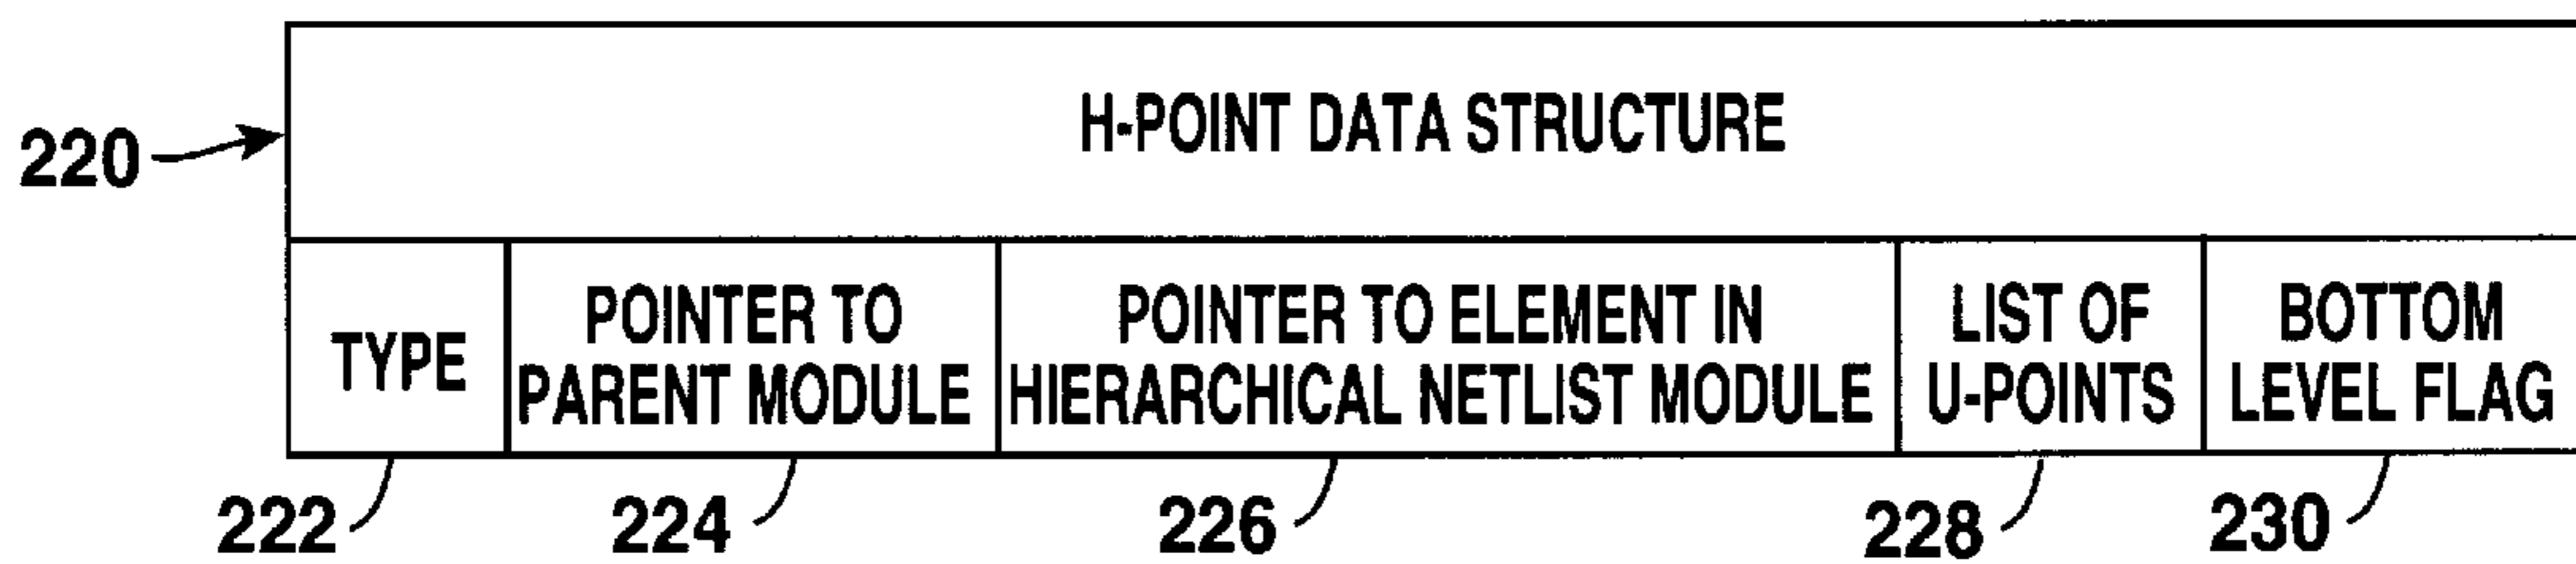 H-POINT DATA STRUCTURE
220
TYPE
POINTER TO
PARENT MODULE
POINTER TO ELEMENT IN
HIERARCHICAL NETLIST MODULE
LIST OF
U-POINTS
BOTTOM
LEVEL FLAG
222
224
226
228
230